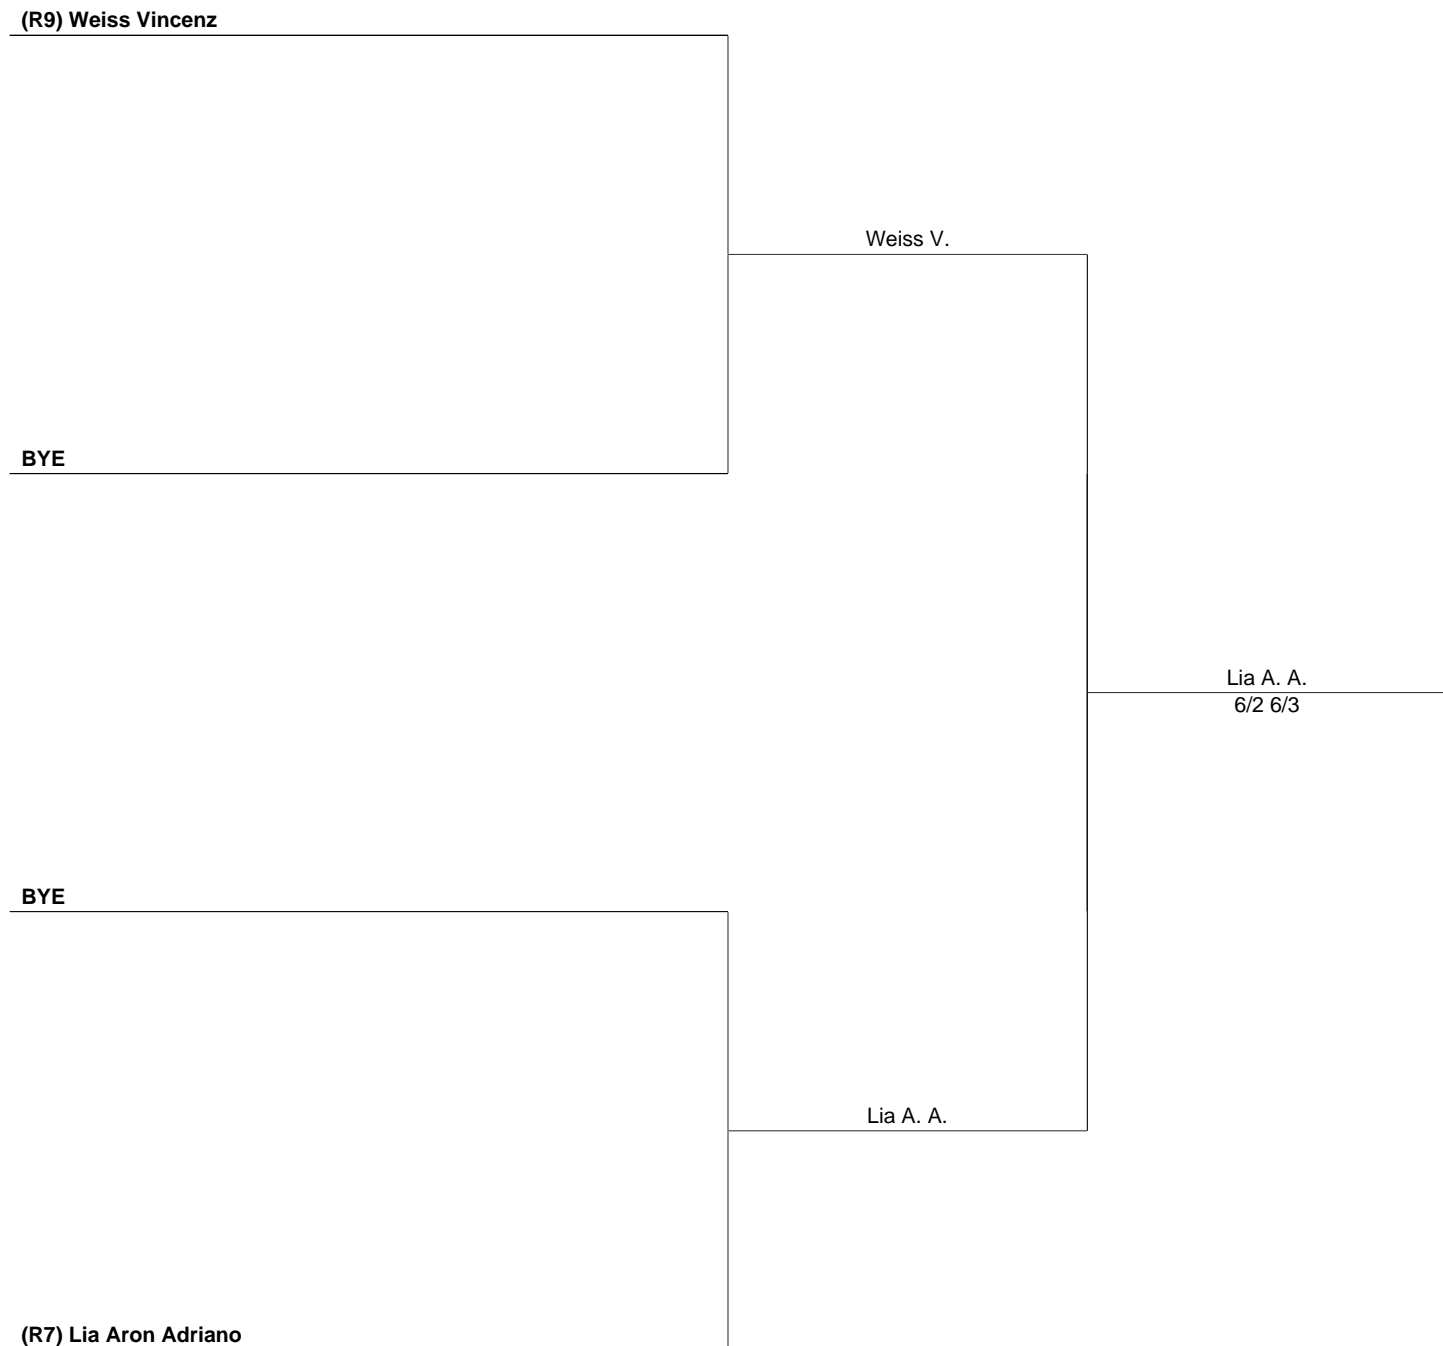 (R9) Weiss Vincenz
Weiss V.
BYE
Lia A. A.
6/2 6/3
BYE
Lia A. A.
(R7) Lia Aron Adriano